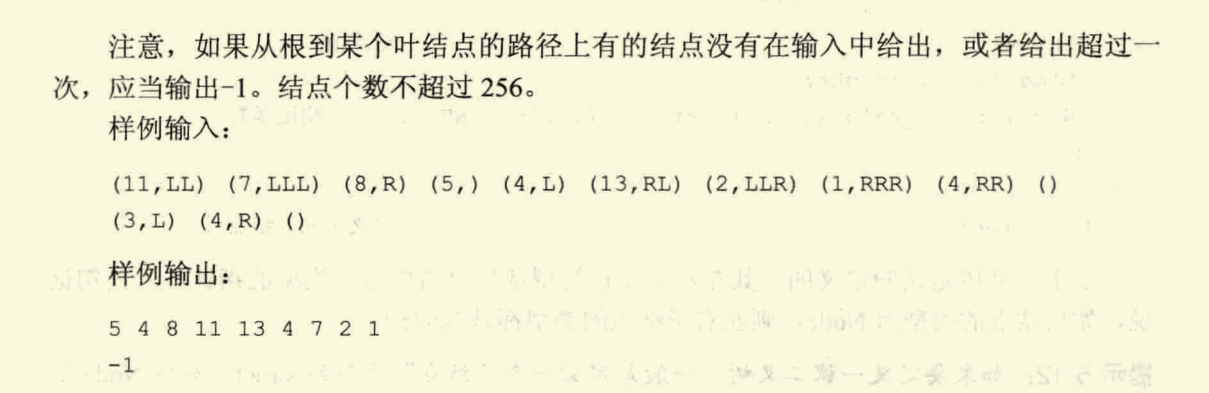 注意，如果从根到某个叶结点的路径上有的结点没有在输入中给出，或者给出超过一
次，应当输出-1。结点个数不超过 256。
样例输入：
(11,LL) (7,LLL) (8,R) (5,) (4,L) (13,RL) (2,LLR) (1,RRR) (4,RR) ()
(3,L) (4,R) ()
样例输出：
5 4 8 11 13 4 7 2 1
-1